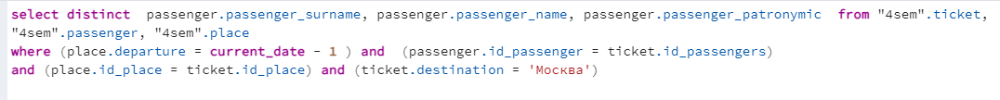 select distinct  passenger.passenger_surname, passenger.passenger_name, passenger.passenger_patronymic  from "4sem".ticket,
"4sem".passenger, "4sem".place
where (place.departure = current_date - 1 ) and  (passenger.id_passenger = ticket.id_passengers)
and (place.id_place = ticket.id_place) and (ticket.destination = 'Москва')